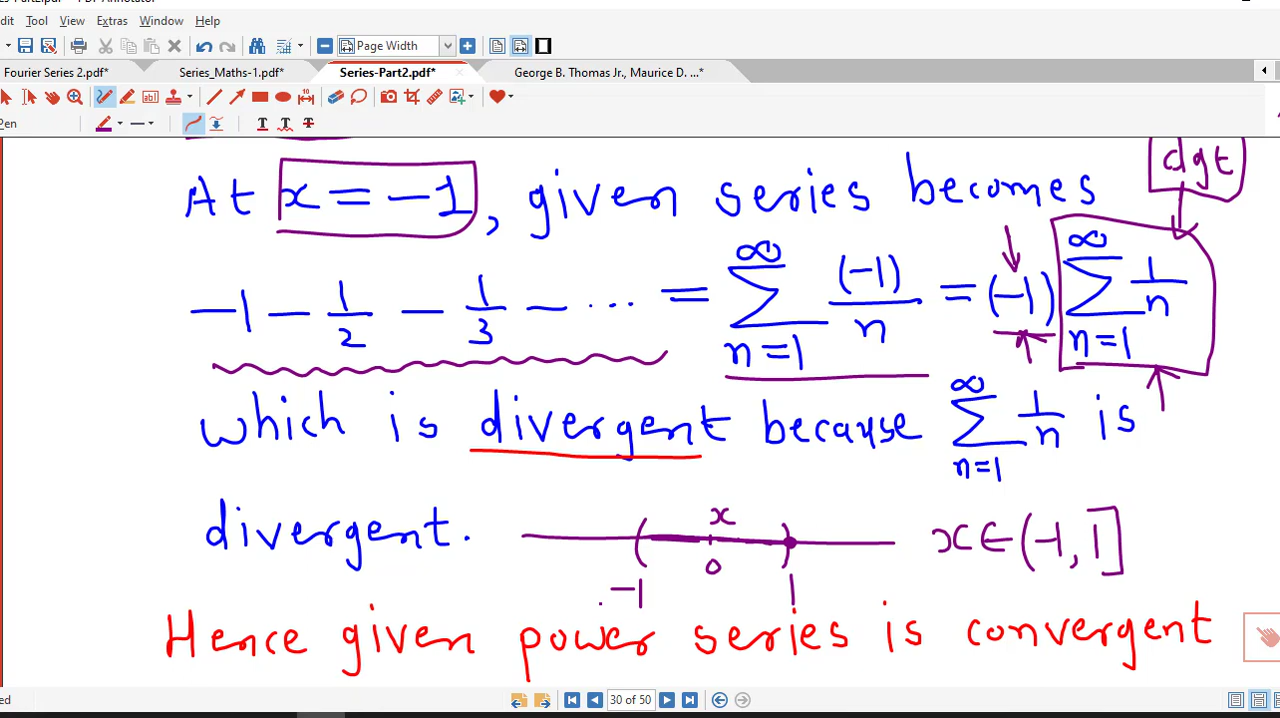 Edit Tool View Extras Window Help
Page Width
Fourier Series 2.pdf* Series_Maths-1.pdf* Series-Part2.pdf* George B. Thomas Jr., Maurice D. ...*
Pen
dgt
At x = -1, given series becomes
-1 - 1/2 - 1/3 - ... = ∞ ∑ n=1 (-1)/n = (-1) ∞ ∑ n=1 1/n
which is divergent because ∞ ∑ n=1 1/n is
divergent. ( -1 x 0 ) 1 x ∈ (-1, 1]
Hence given power series is convergent
30 of 50